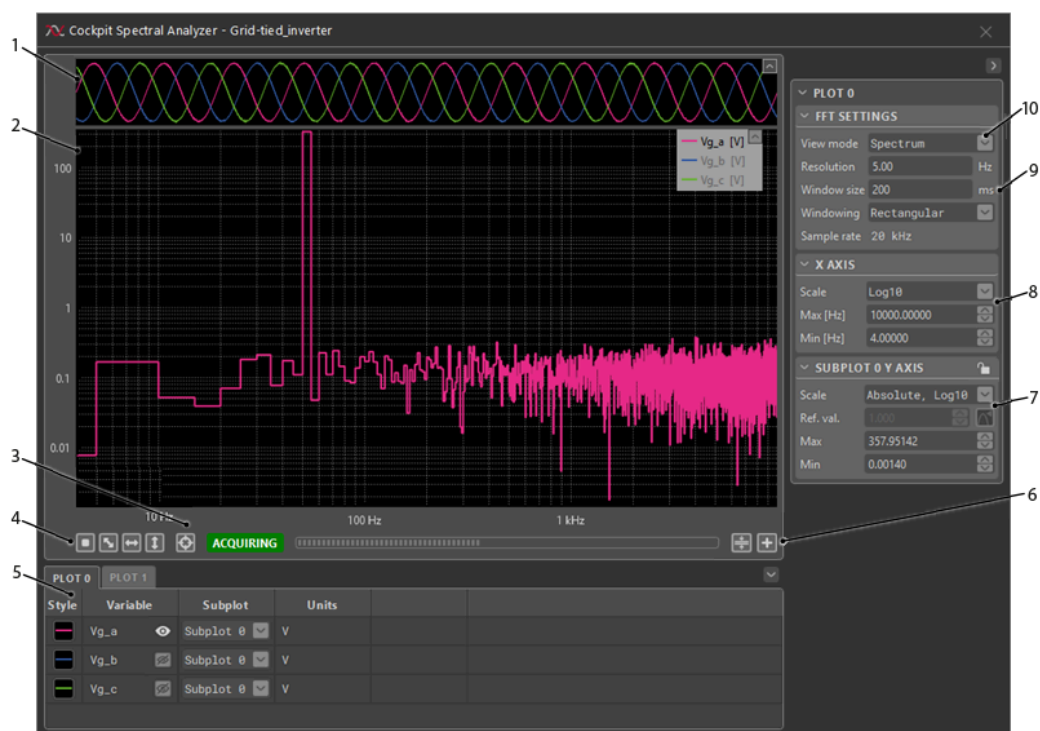 Cockpit Spectral Analyzer - Grid-tied_inverter
1
2
3
4
5
Vg_a [V]
Vg_b [V]
Vg_c [V]
100
10
1
0.1
0.01
10 Hz
100 Hz
1 kHz
ACQUIRING
PLOT 0
FFT SETTINGS
View mode Spectrum
Resolution 5.00 Hz
Window size 200 ms
Windowing Rectangular
Sample rate 20 kHz
X AXIS
Scale Log10
Max [Hz] 10000.00000
Min [Hz] 4.00000
SUBPLOT 0 Y AXIS
Scale Absolute, Log10
Ref. val. 1.000
Max 357.95142
Min 0.00140
10
9
8
7
6
PLOT 0 PLOT 1
Style Variable Subplot Units
Vg_a Subplot 0 V
Vg_b Subplot 0 V
Vg_c Subplot 0 V